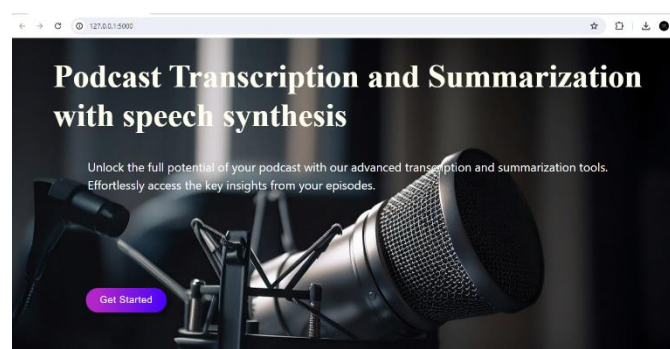 127.0.0.1:5000
Podcast Transcription and Summarization
with speech synthesis
Unlock the full potential of your podcast with our advanced transcription and summarization tools.
Effortlessly access the key insights from your episodes.
Get Started